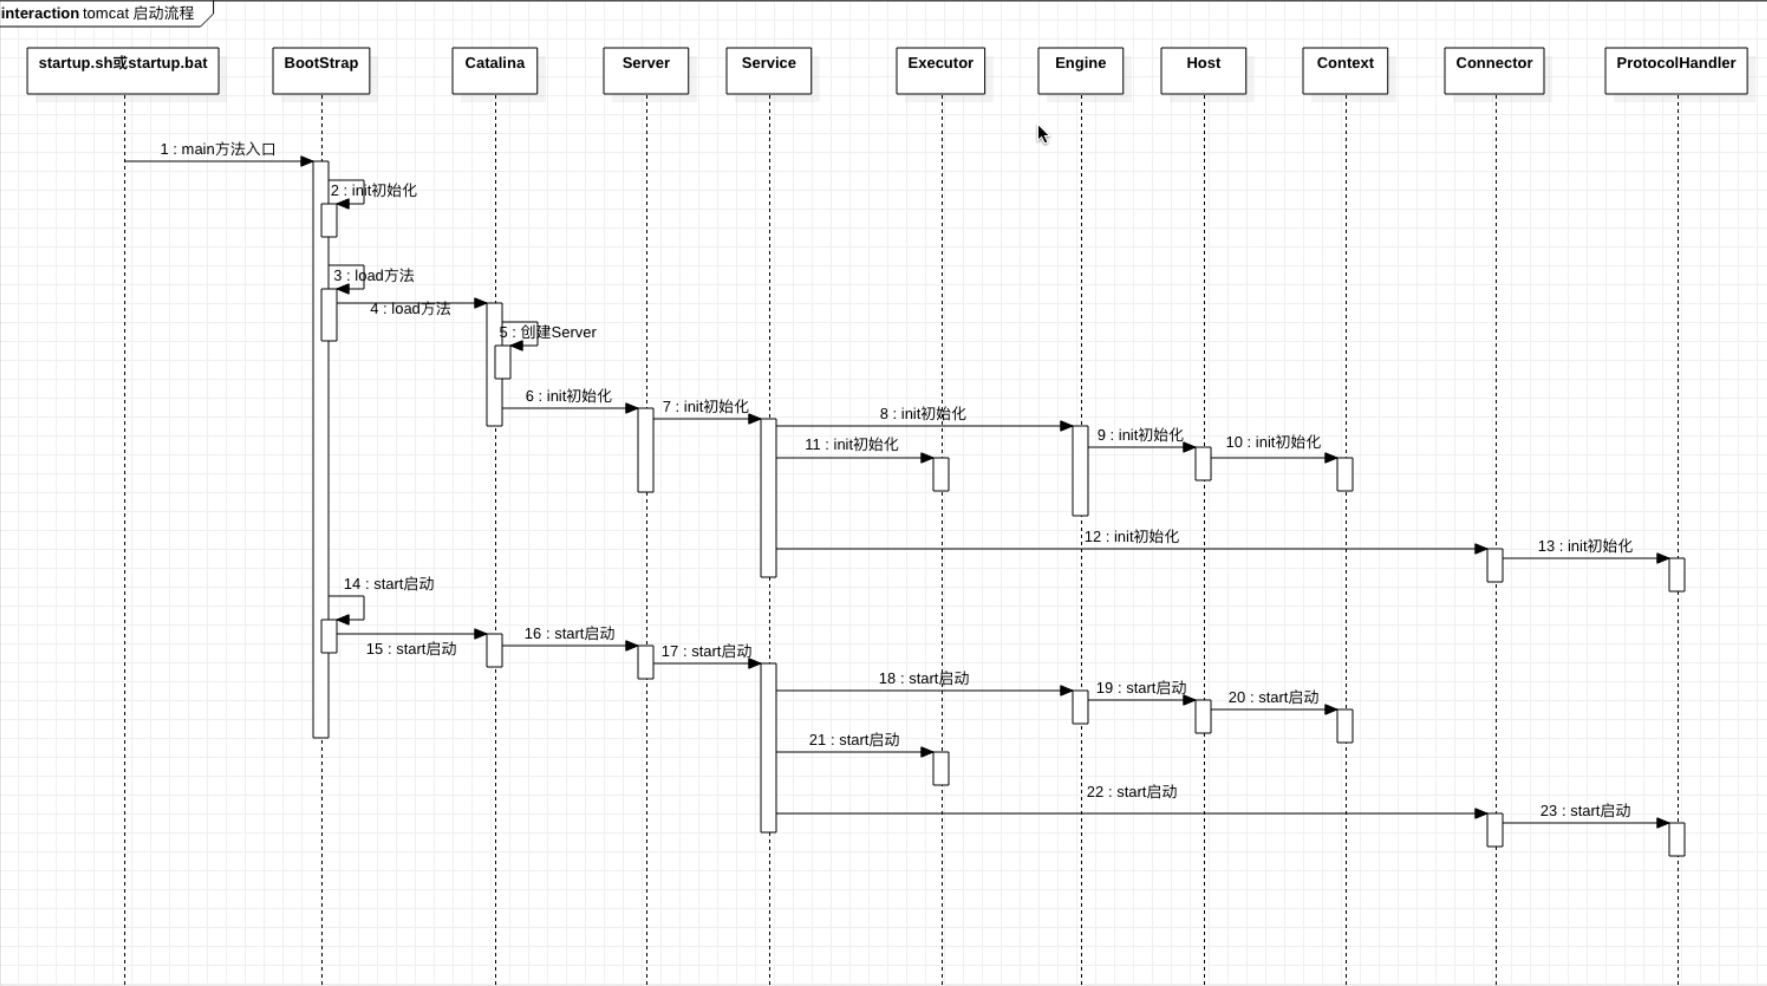 interaction tomcat 启动流程
startup.sh或startup.bat
BootStrap
Catalina
Server
Service
Executor
Engine
Host
Context
Connector
ProtocolHandler
1 : main方法入口
2 : init初始化
3 : load方法
4 : load方法
5 : 创建Server
6 : init初始化
7 : init初始化
8 : init初始化
9 : init初始化
10 : init初始化
11 : init初始化
12 : init初始化
13 : init初始化
14 : start启动
15 : start启动
16 : start启动
17 : start启动
18 : start启动
19 : start启动
20 : start启动
21 : start启动
22 : start启动
23 : start启动